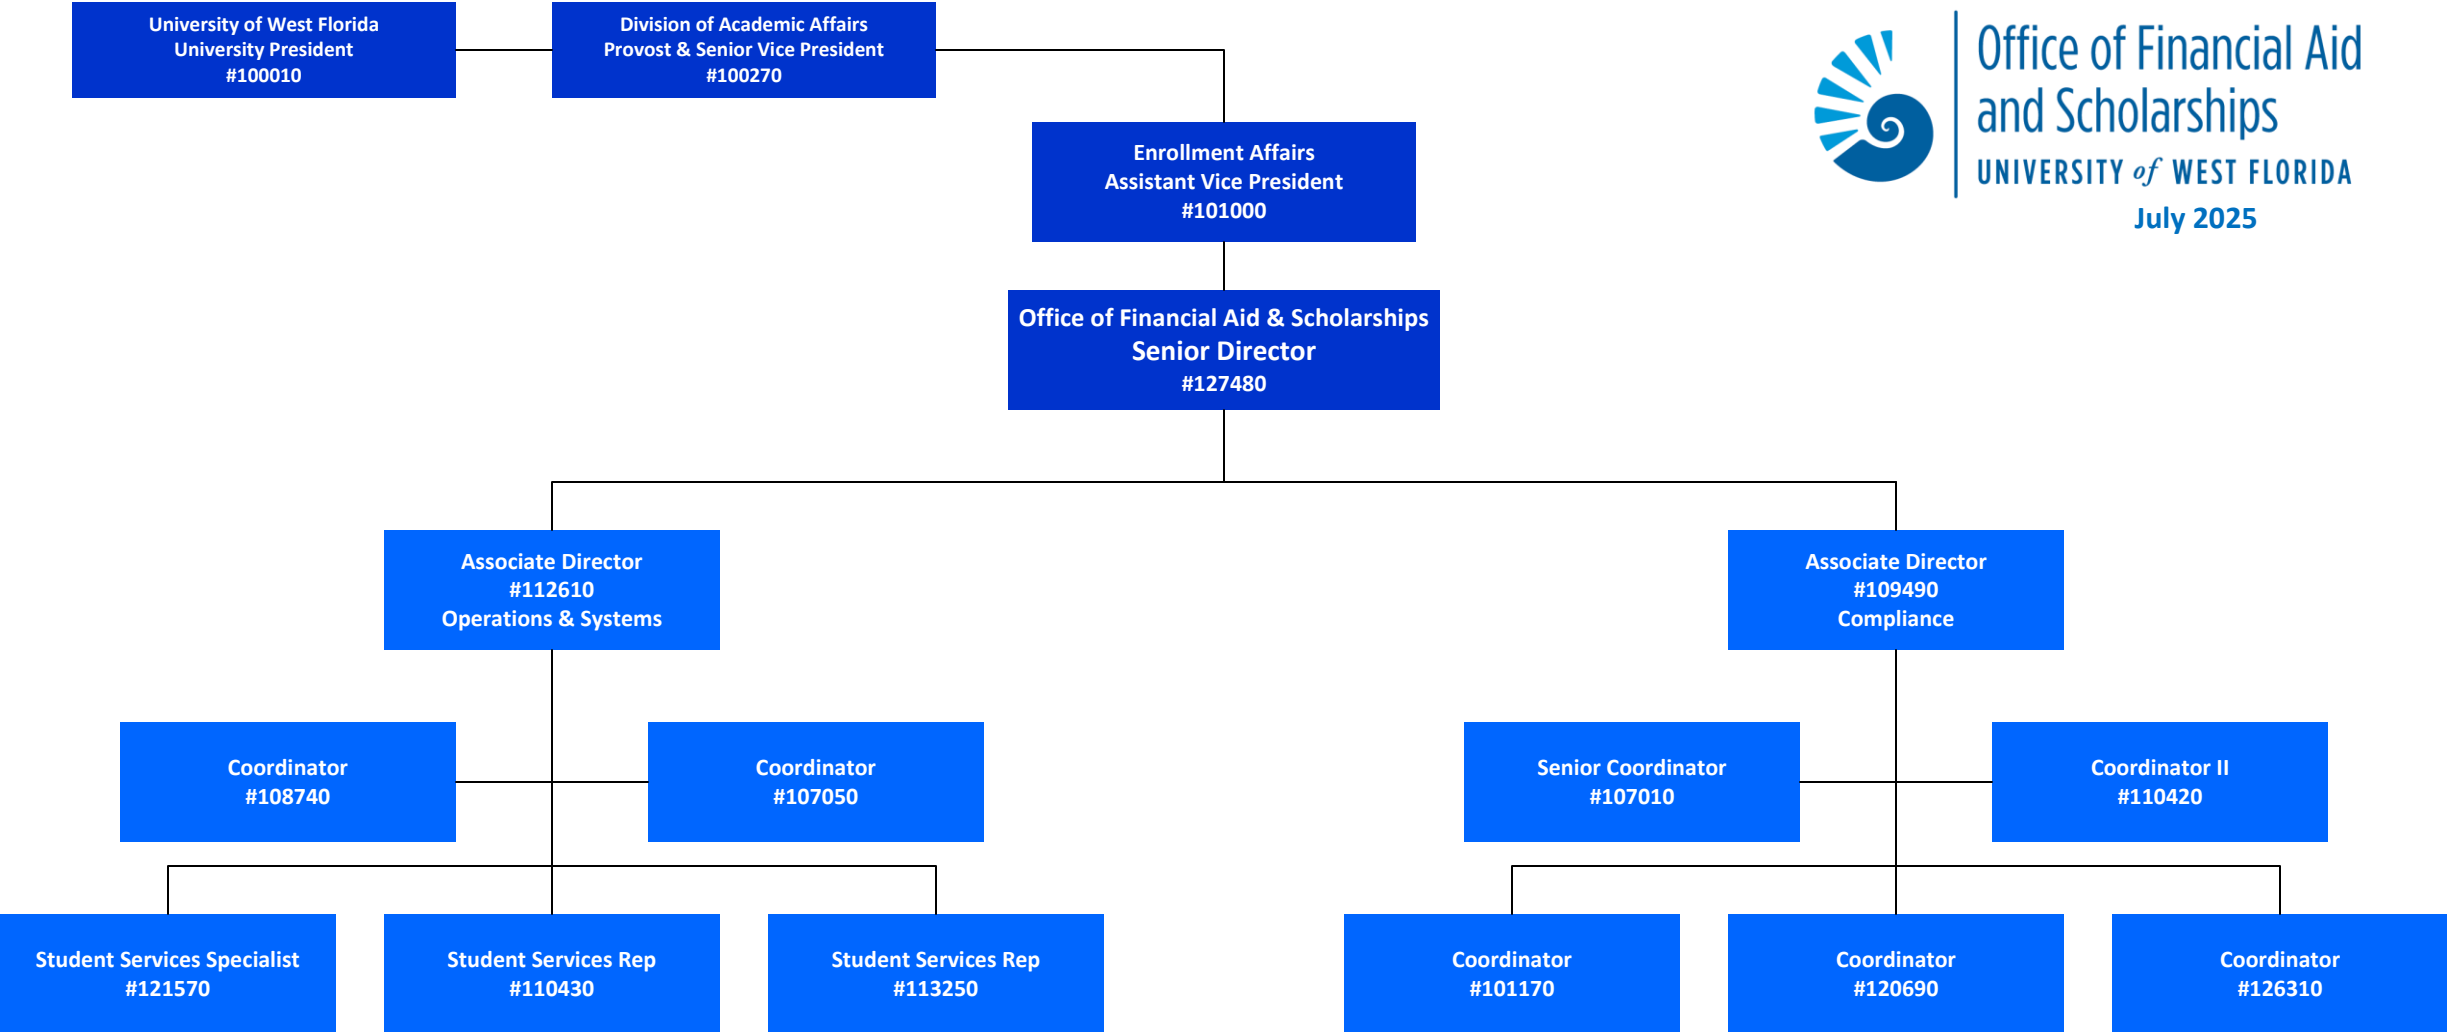 University of West Florida
University President
#100010
Division of Academic Affairs
Provost & Senior Vice President
#100270
Office of Financial Aid
and Scholarships
UNIVERSITY of WEST FLORIDA
July 2025
Enrollment Affairs
Assistant Vice President
#101000
Office of Financial Aid & Scholarships
Senior Director
#127480
Associate Director
#112610
Operations & Systems
Associate Director
#109490
Compliance
Coordinator
#108740
Coordinator
#107050
Senior Coordinator
#107010
Coordinator II
#110420
Student Services Specialist
#121570
Student Services Rep
#110430
Student Services Rep
#113250
Coordinator
#101170
Coordinator
#120690
Coordinator
#126310